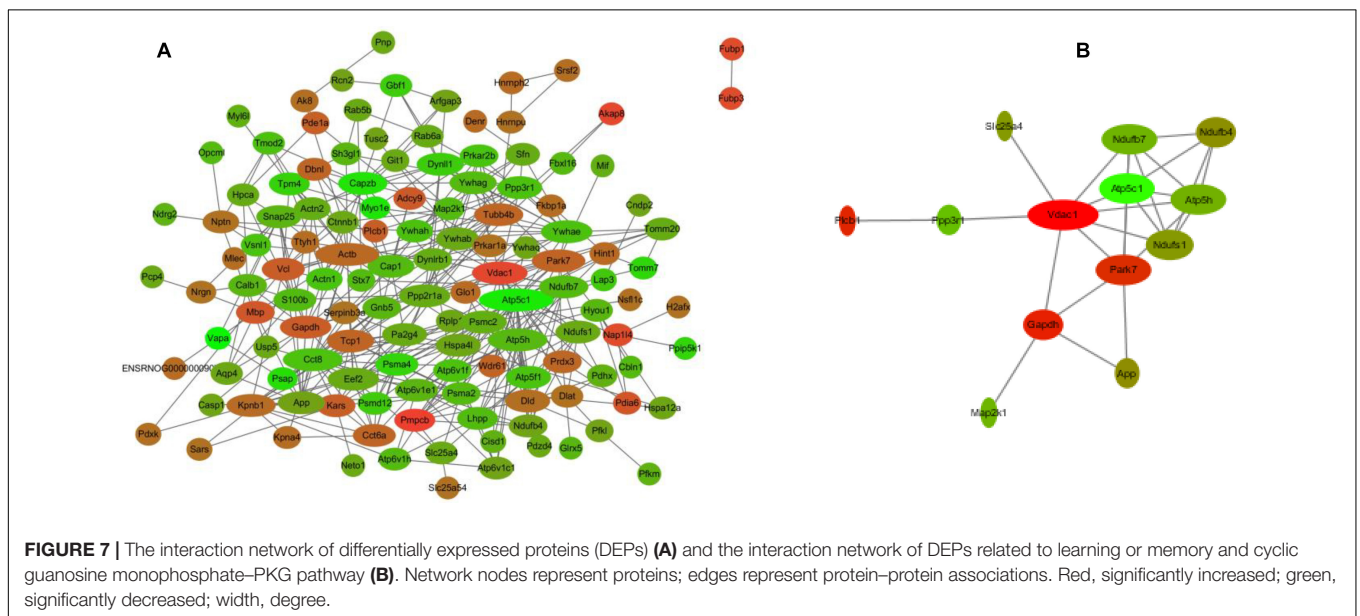 A
B
Pnp
Fubp1
Rcn2
Gbf1
Srsf2
Hnrnph2
Ak8
Arfgap3
Fubp3
Rab5b
Akap8
Pde1a
Hnrnpu
Myl6l
Tusc2
Rab6a
Denr
Slc25a4
Ndufb7
Ndufb4
Tmod2
Sh3gl1
Git1
Sfn
Opcml
Dbnl
Dynll1
Prkar2b
Fbxl16
Mif
Tpm4
Capzb
Ywhag
Ppp3r1
Atp5c1
Hpca
Actn2
Adcy9
Map2k1
Fkbp1a
Atp5h
Ndrg2
Nptn
Snap25
Ctnnb1
Myo1e
Tubb4b
Cndp2
Plcb1
Ppp3r1
Vdac1
Plcb1
Ywhah
Ywhae
Tomm20
Vsnl1
Ttyh1
Actb
Ywhab
Prkar1a
Ywhaq
Hint1
Ndufs1
Pcp4
Vcl
Cap1
Dynlrb1
Park7
Tomm7
Calb1
Actn1
Stx7
Vdac1
Lap3
Park7
Nrgn
S100b
Gnb5
Ppp2r1a
Glo1
Ndufb7
Nsfl1c
H2afx
Mbp
Gapdh
Atp5c1
Hyou1
Gapdh
Vapa
Usp5
Tcp1
Pa2g4
Psmc2
Atp5h
Ndufs1
Nap1l4
Ppip5k1
Cct8
Psma4
Hspa4l
Wdr61
Prdx3
Cbln1
App
Aqp4
Psap
Eef2
Atp6v1f
Atp5f1
Pdhx
Casp1
Kpnb1
App
Kars
Psmd12
Atp6v1e1
Psma2
Dld
Dlat
Pdia6
Hspa12a
Map2k1
Pmpcb
Lhpp
Pdxk
Sars
Kpna4
Cct6a
Ndufb4
Pfkl
Cisd1
Pdzd4
Glrx5
Neto1
Atp6v1h
Slc25a4
Atp6v1c1
Pfkm
Slc25a54
FIGURE 7 | The interaction network of differentially expressed proteins (DEPs) (A) and the interaction network of DEPs related to learning or memory and cyclic
guanosine monophosphate–PKG pathway (B). Network nodes represent proteins; edges represent protein–protein associations. Red, significantly increased; green,
significantly decreased; width, degree.